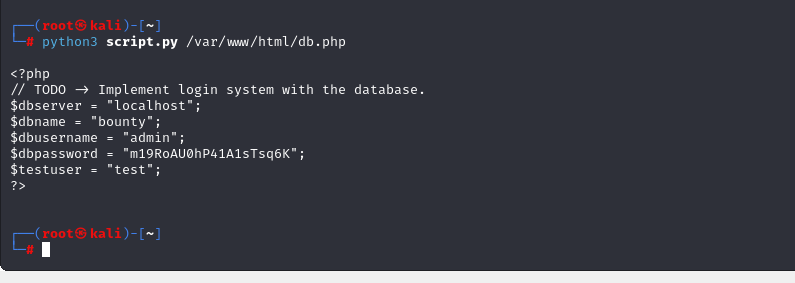 ┌──(root㉿kali)-[~]
└─# python3 script.py /var/www/html/db.php
<?php
// TODO -> Implement login system with the database.
$dbserver = "localhost";
$dbname = "bounty";
$dbusername = "admin";
$dbpassword = "m19RoAU0hP41A1sTsq6K";
$testuser = "test";
?>
┌──(root㉿kali)-[~]
└─#